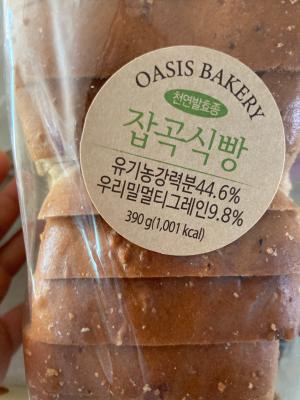 OASIS BAKERY
천연발효종
잡곡식빵
유기농강력분44.6%
우리밀멀티그레인9.8%
390 g(1,001 kcal)